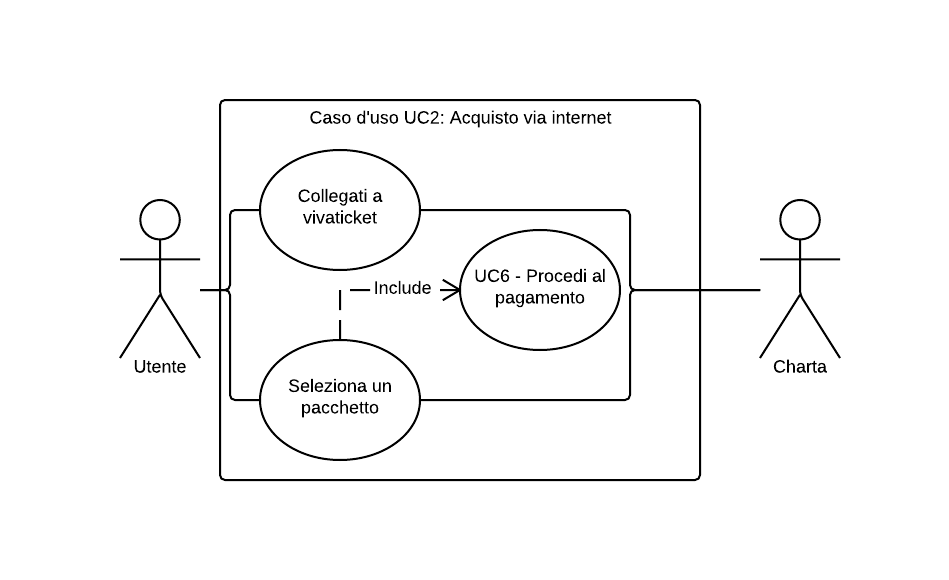 Caso d'uso UC2: Acquisto via internet
Collegati a
vivaticket
UC6 - Procedi al
pagamento
Include
Seleziona un
pacchetto
Utente
Charta